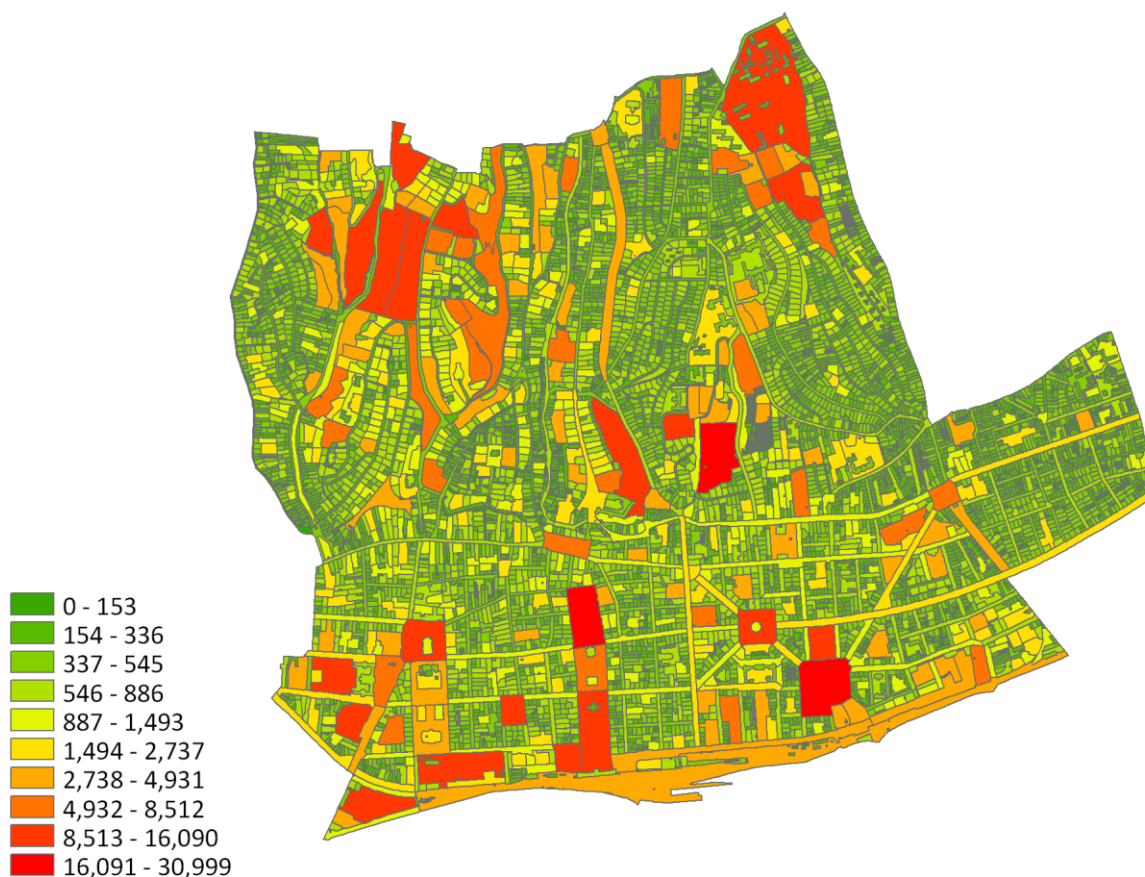 0 - 153
154 - 336
337 - 545
546 - 886
887 - 1,493
1,494 - 2,737
2,738 - 4,931
4,932 - 8,512
8,513 - 16,090
16,091 - 30,999